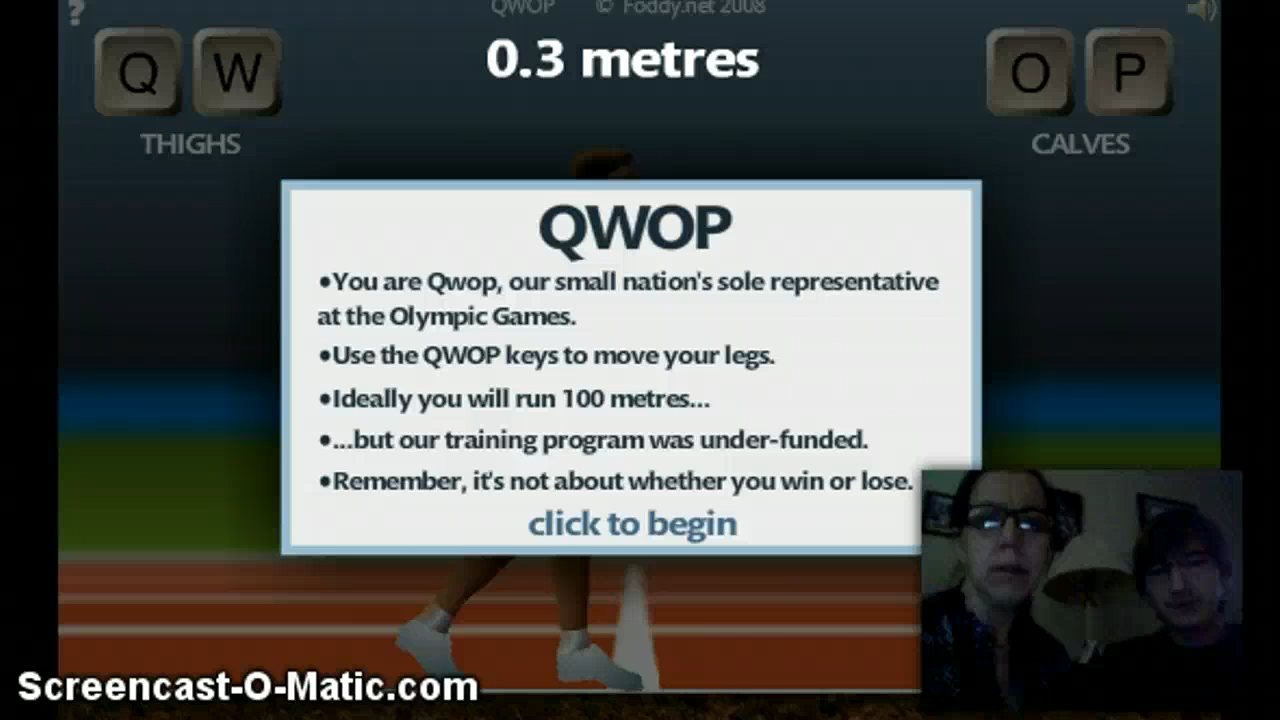 QWOP © Foddy.net 2008
?
0.3 metres
Q W
O P
THIGHS
CALVES
QWOP
•You are Qwop, our small nation's sole representative
at the Olympic Games.
•Use the QWOP keys to move your legs.
•Ideally you will run 100 metres...
•...but our training program was under-funded.
•Remember, it's not about whether you win or lose.
click to begin
Screencast-O-Matic.com